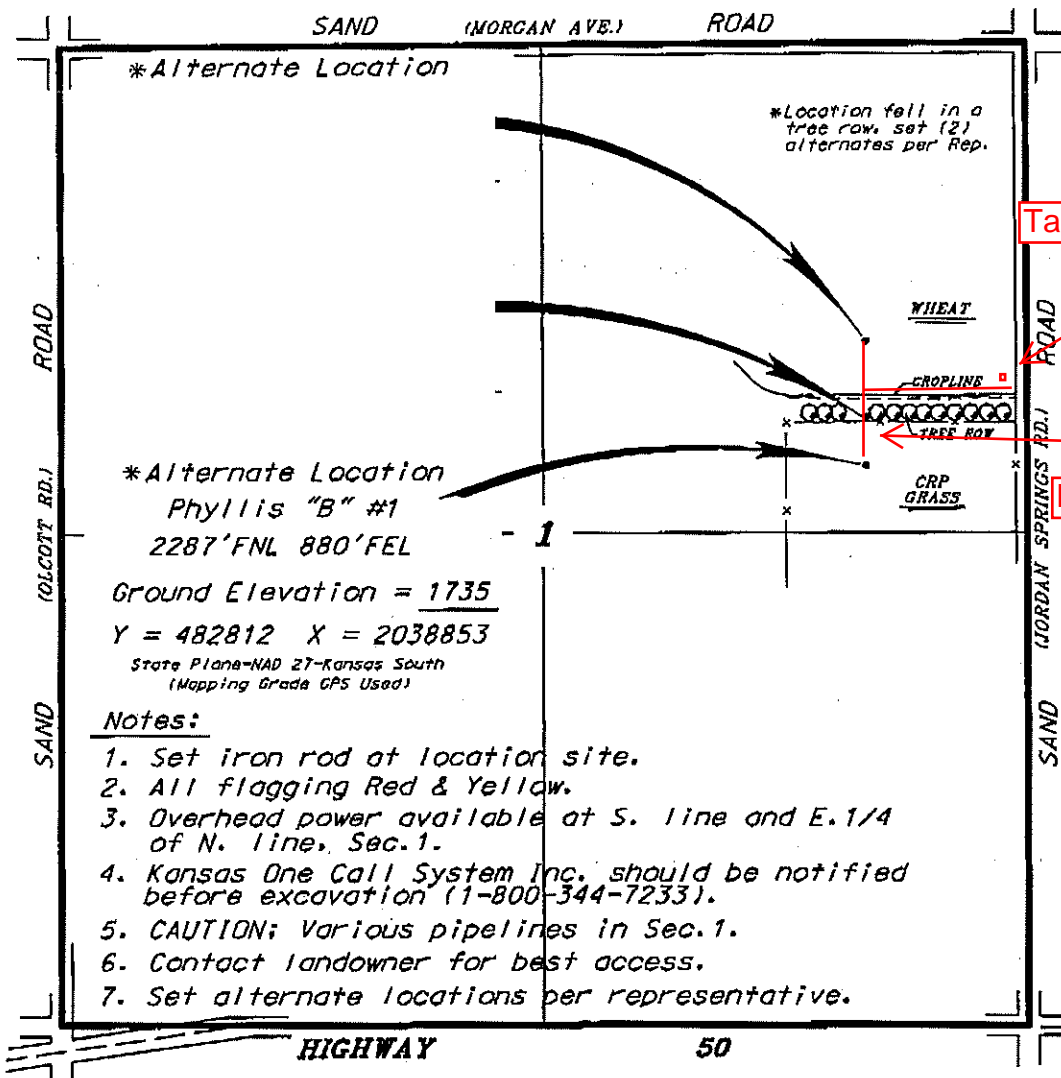 SAND (MORGAN AVE.) ROAD
*Alternate Location
*Location fell in a
tree row. set (2)
alternates per Rep.
Ta
ROAD
(OLCOTT RD.)
SAND
ROAD
(JORDAN SPRINGS RD.)
SAND
WHEAT
CROPLINE
TREE ROW
CRP
GRASS
*Alternate Location
Phyllis "B" #1
2287'FNL 880'FEL
- 1
Ground Elevation = 1735
Y = 482812 X = 2038853
State Plane-NAD 27-Kansas South
(Mapping Grade GPS Used)
Notes:
1. Set iron rod at location site.
2. All flagging Red & Yellow.
3. Overhead power available at S. line and E.1/4
of N. line, Sec.1.
4. Kansas One Call System Inc. should be notified
before excavation (1-800-344-7233).
5. CAUTION: Various pipelines in Sec.1.
6. Contact landowner for best access.
7. Set alternate locations per representative.
HIGHWAY 50